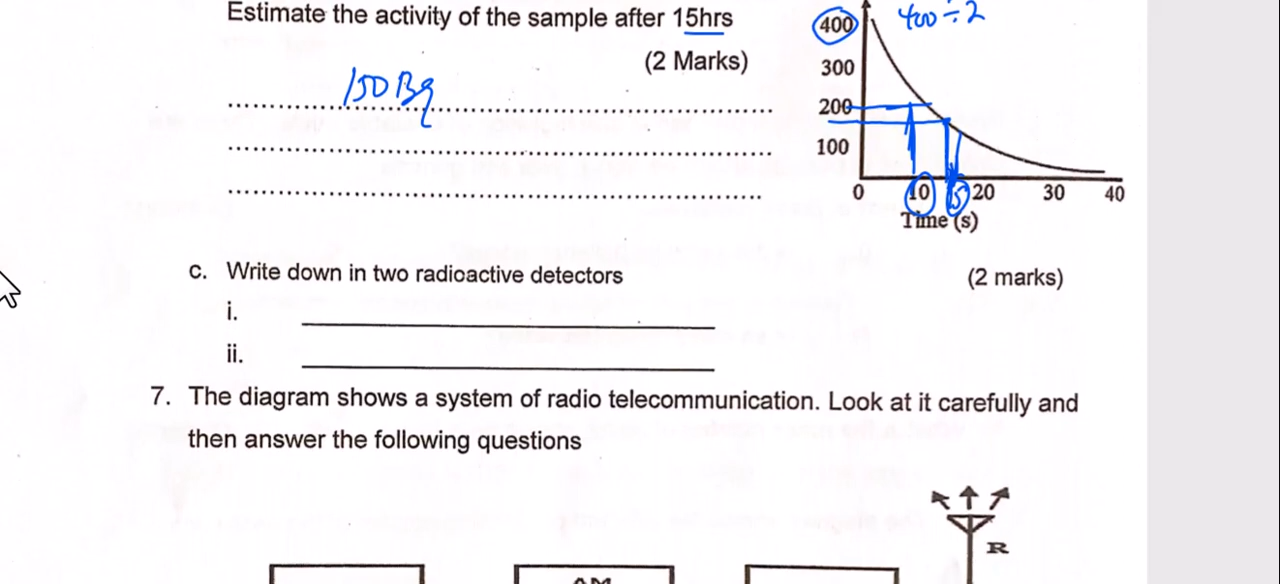 Estimate the activity of the sample after 15hrs
(2 Marks)
150 Bq
400 400 ÷ 2
300
200
100
0 10 15 20 30 40
Time (s)
c. Write down in two radioactive detectors (2 marks)
i.
ii.
7. The diagram shows a system of radio telecommunication. Look at it carefully and
then answer the following questions
R
AM